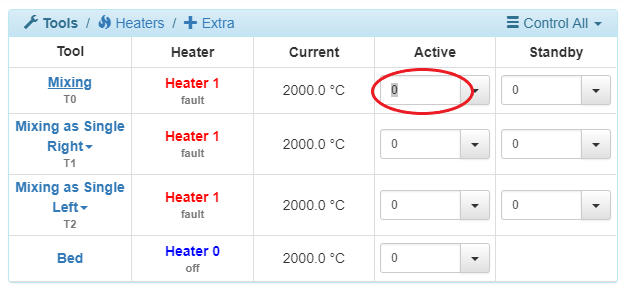 Tools / Heaters / Extra Control All
Tool Heater Current Active Standby
Mixing Heater 1 2000.0 °C 0 0
T0 fault
Mixing as Single Heater 1 2000.0 °C 0 0
Right fault
T1
Mixing as Single Heater 1 2000.0 °C 0 0
Left fault
T2
Bed Heater 0 2000.0 °C 0
off